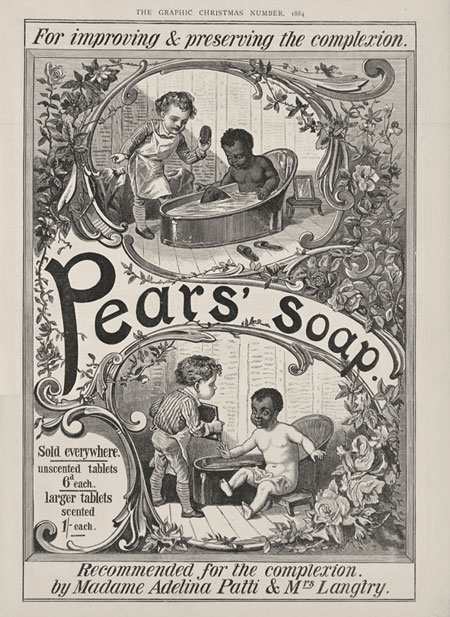 THE GRAPHIC CHRISTMAS NUMBER, 1884
For improving & preserving the complexion.
Pears' soap.
Sold everywhere.
unscented tablets
6d each.
larger tablets
scented
1/- each.
Recommended for the complexion.
by Madame Adelina Patti & Mrs Langtry.